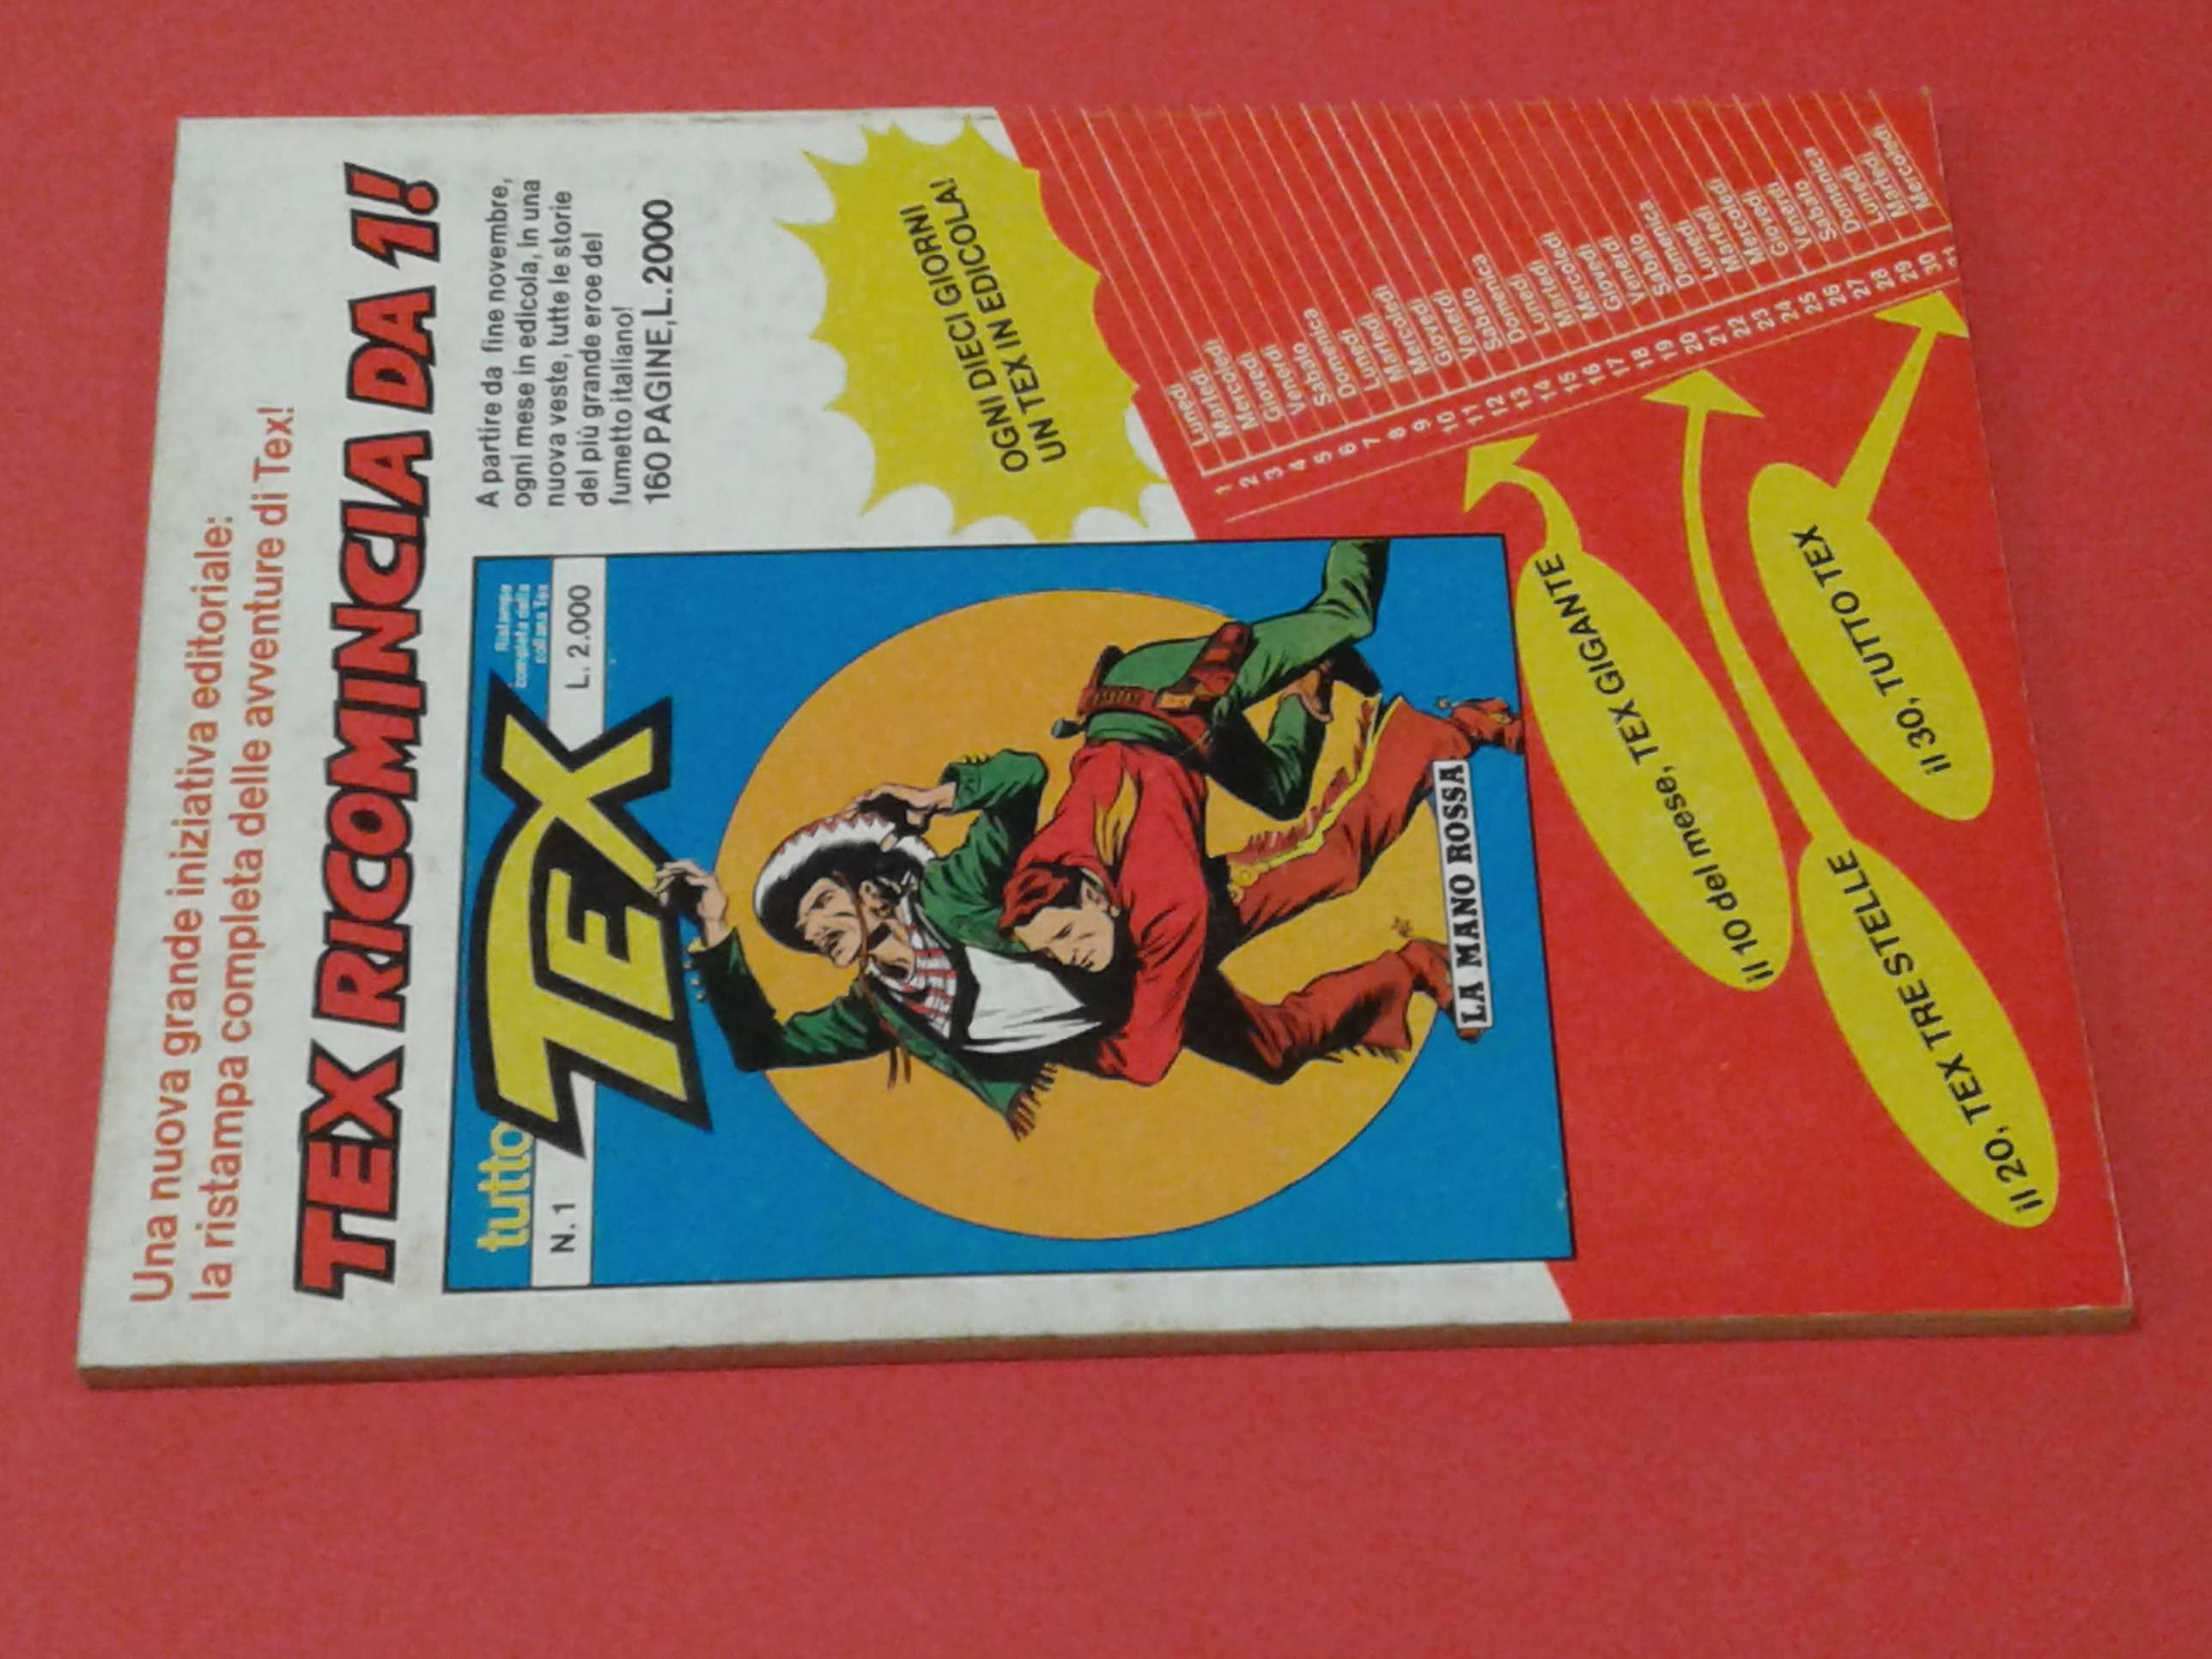 Una nuova grande iniziativa editoriale:
la ristampa completa delle avventure di Tex!
TEX RICOMINCIA DA 1!
tutto
TEX
Ristampa
completa della
collana Tex
N. 1
L. 2.000
LA MANO ROSSA
A partire da fine novembre,
ogni mese in edicola, in una
nuova veste, tutte le storie
del più grande eroe del
fumetto italiano!
160 PAGINE, L. 2000
OGNI DIECI GIORNI
UN TEX IN EDICOLA!
1 Lunedì
2 Martedì
3 Mercoledì
4 Giovedì
5 Venerdì
6 Sabato
7 Domenica
8 Lunedì
9 Martedì
10 Mercoledì
11 Giovedì
12 Venerdì
13 Sabato
14 Domenica
15 Lunedì
16 Martedì
17 Mercoledì
18 Giovedì
19 Venerdì
20 Sabato
21 Domenica
22 Lunedì
23 Martedì
24 Mercoledì
25 Giovedì
26 Venerdì
27 Sabato
28 Domenica
29 Lunedì
30 Martedì
31 Mercoledì
il 10 del mese, TEX GIGANTE
il 20, TEX TRE STELLE
il 30, TUTTO TEX